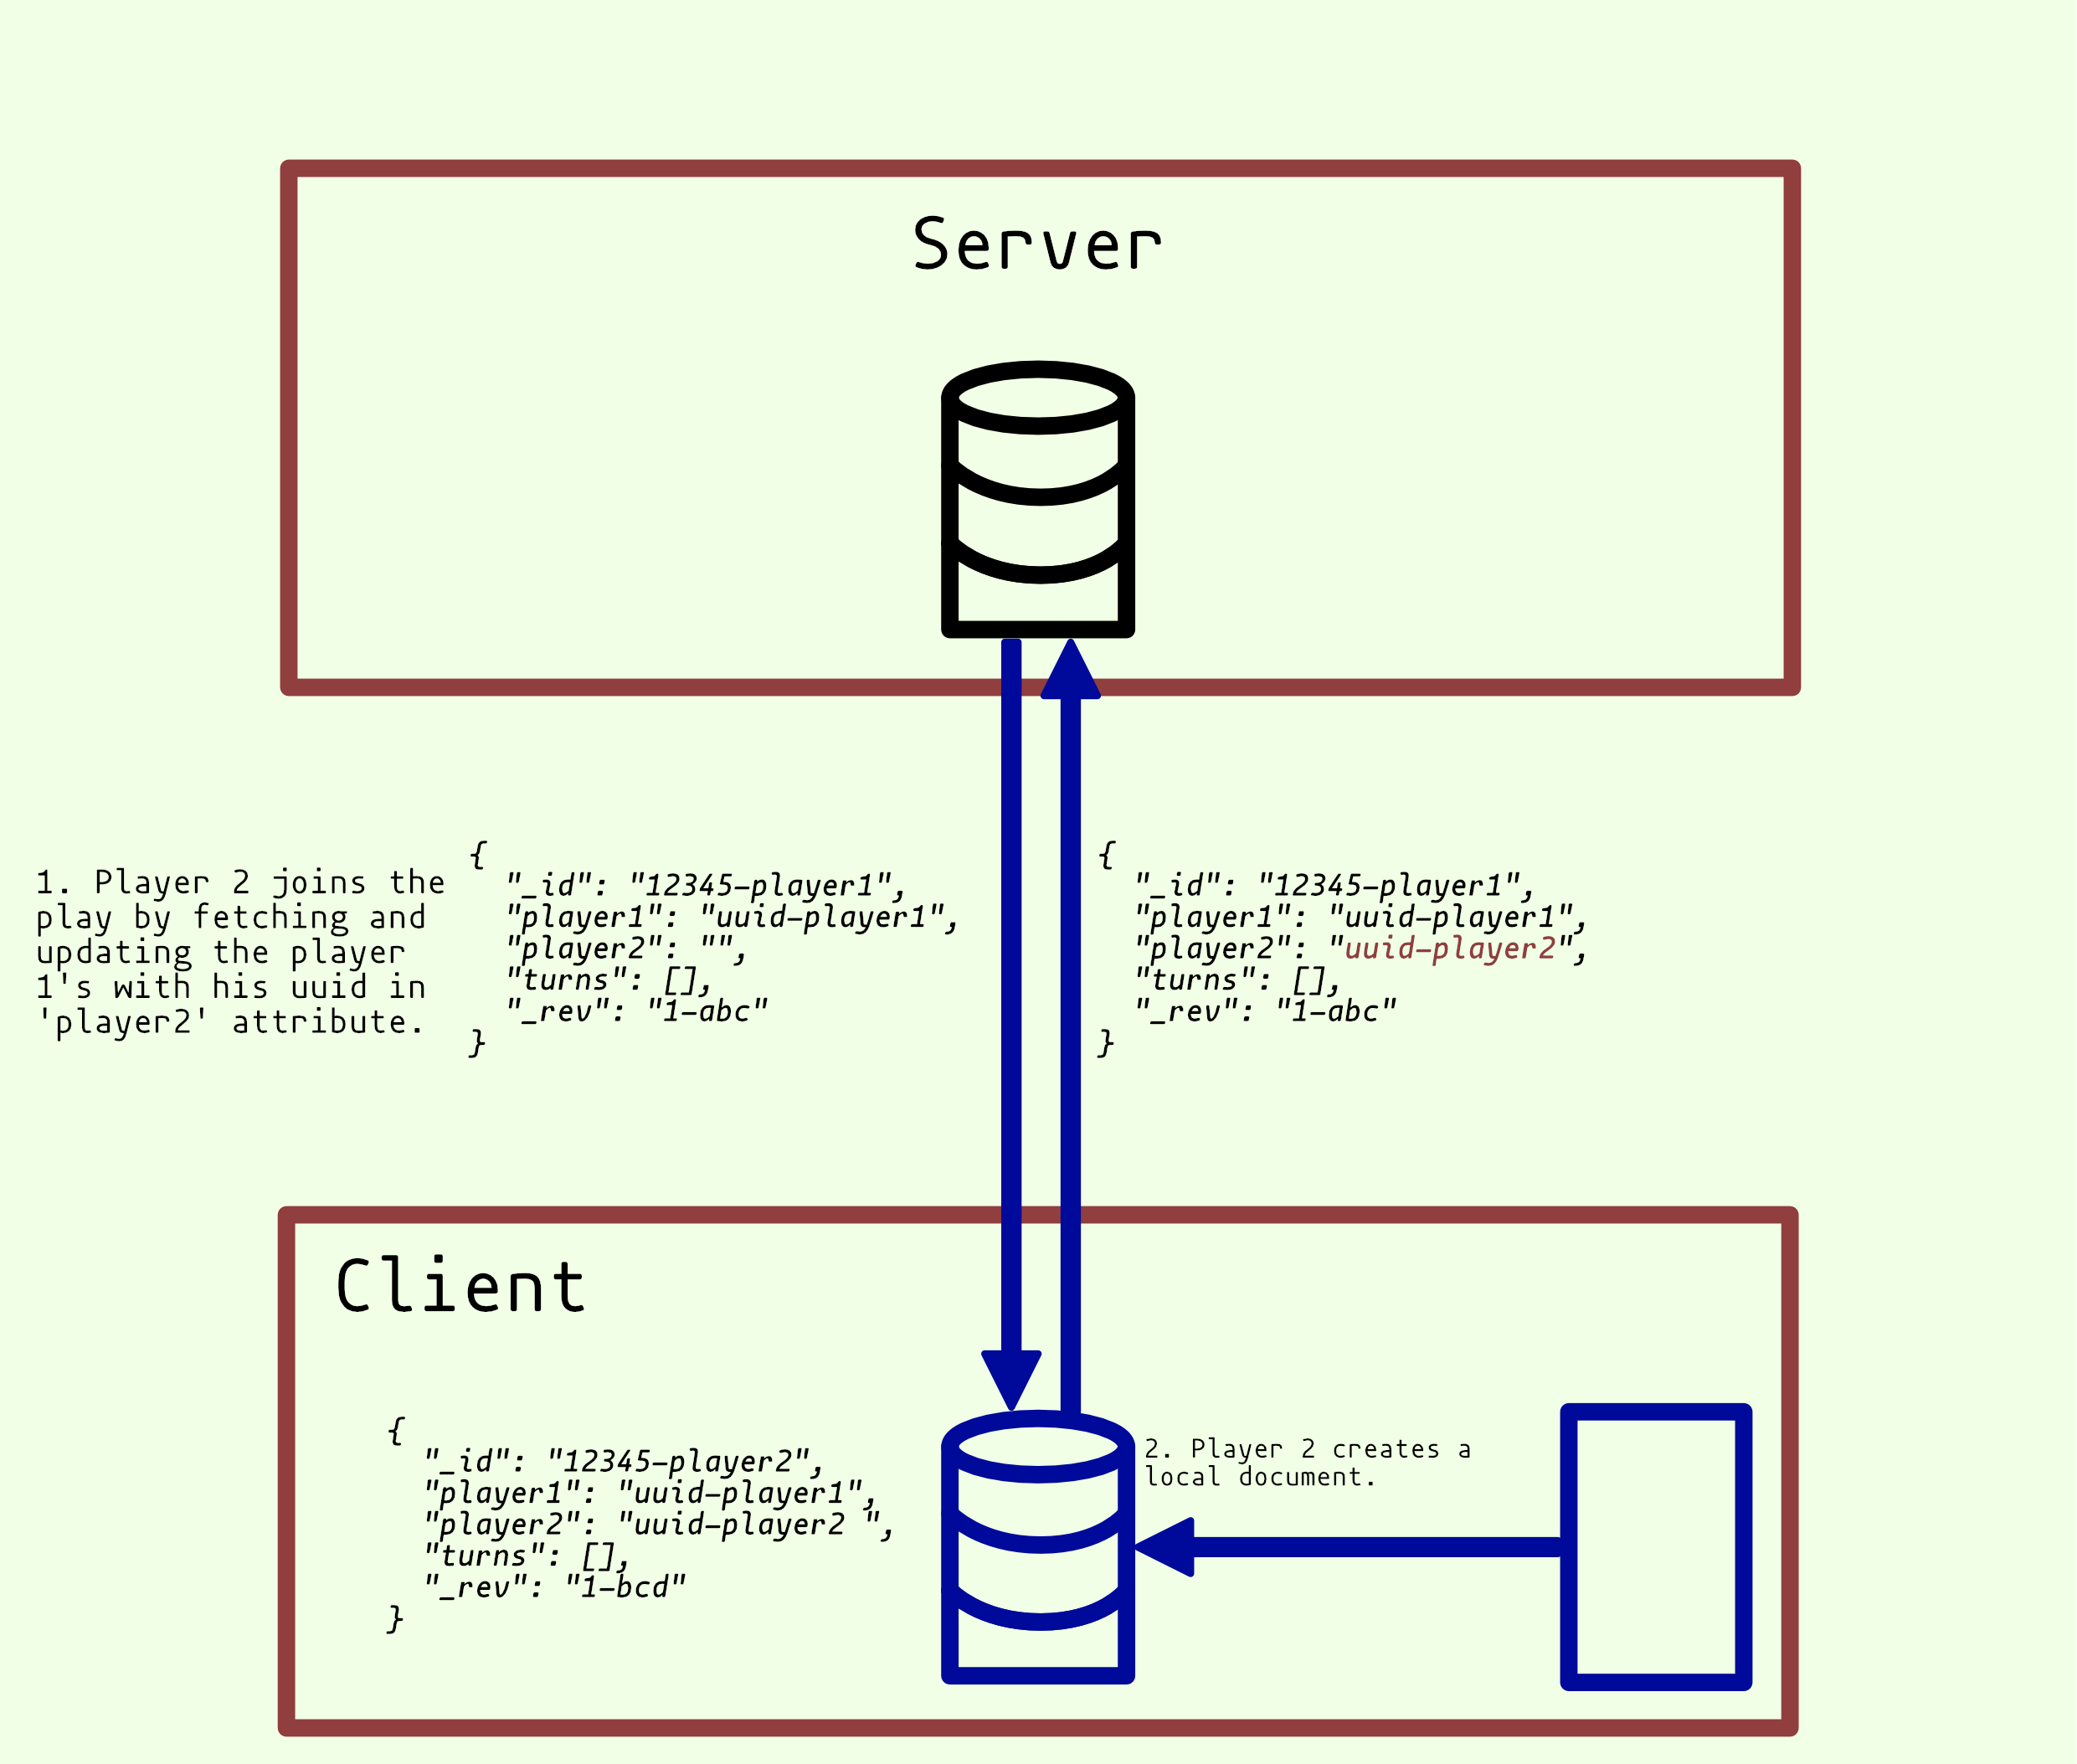 Server
1. Player 2 joins the
play by fetching and
updating the player
1's with his uuid in
'player2' attribute.
{
"_id": "12345-player1",
"player1": "uuid-player1",
"player2": "",
"turns": [],
"_rev": "1-abc"
}
{
"_id": "12345-player1",
"player1": "uuid-player1",
"player2": "uuid-player2",
"turns": [],
"_rev": "1-abc"
}
Client
{
"_id": "12345-player2",
"player1": "uuid-player1",
"player2": "uuid-player2 ",
"turns": [],
"_rev": "1-bcd"
}
2. Player 2 creates a
local document.